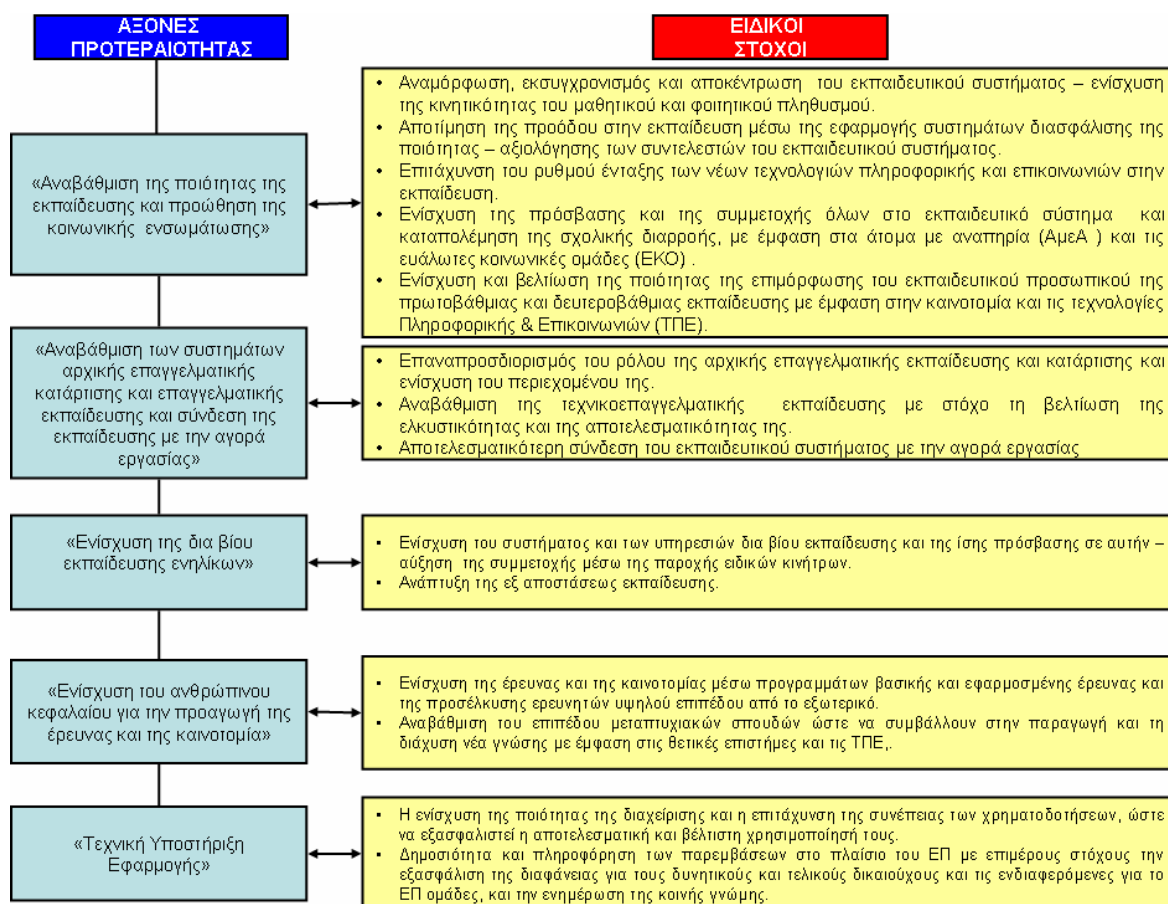 ΑΞΟΝΕΣ
ΠΡΟΤΕΡΑΙΟΤΗΤΑΣ
ΕΙΔΙΚΟΙ
ΣΤΟΧΟΙ
«Αναβάθμιση της ποιότητας της
εκπαίδευσης και προώθηση της
κοινωνικής ενσωμάτωσης»
• Αναμόρφωση, εκσυγχρονισμός και αποκέντρωση του εκπαιδευτικού συστήματος – ενίσχυση
της κινητικότητας του μαθητικού και φοιτητικού πληθυσμού.
• Αποτίμηση της προόδου στην εκπαίδευση μέσω της εφαρμογής συστημάτων διασφάλισης της
ποιότητας – αξιολόγησης των συντελεστών του εκπαιδευτικού συστήματος.
• Επιτάχυνση του ρυθμού ένταξης των νέων τεχνολογιών πληροφορικής και επικοινωνιών στην
εκπαίδευση.
• Ενίσχυση της πρόσβασης και της συμμετοχής όλων στο εκπαιδευτικό σύστημα και
καταπολέμηση της σχολικής διαρροής, με έμφαση στα άτομα με αναπηρία (ΑμεΑ ) και τις
ευάλωτες κοινωνικές ομάδες (ΕΚΟ) .
• Ενίσχυση και βελτίωση της ποιότητας της επιμόρφωσης του εκπαιδευτικού προσωπικού της
πρωτοβάθμιας και δευτεροβάθμιας εκπαίδευσης με έμφαση στην καινοτομία και τις τεχνολογίες
Πληροφορικής & Επικοινωνιών (ΤΠΕ).
«Αναβάθμιση των συστημάτων
αρχικής επαγγελματικής
κατάρτισης και επαγγελματικής
εκπαίδευσης και σύνδεση της
εκπαίδευσης με την αγορά
εργασίας»
• Επαναπροσδιορισμός του ρόλου της αρχικής επαγγελματική εκπαίδευσης και κατάρτισης και
ενίσχυση του περιεχομένου της.
• Αναβάθμιση της τεχνικοεπαγγελματικής εκπαίδευσης με στόχο τη βελτίωση της
ελκυστικότητας και της αποτελεσματικότητας της.
• Αποτελεσματικότερη σύνδεση του εκπαιδευτικού συστήματος με την αγορά εργασίας
«Ενίσχυση της δια βίου
εκπαίδευσης ενηλίκων»
• Ενίσχυση του συστήματος και των υπηρεσιών δια βίου εκπαίδευσης και της ίσης πρόσβασης σε αυτήν –
αύξηση της συμμετοχής μέσω της παροχής ειδικών κινήτρων.
• Ανάπτυξη της εξ αποστάσεως εκπαίδευσης.
«Ενίσχυση του ανθρώπινου
κεφαλαίου για την προαγωγή της
έρευνας και της καινοτομία»
• Ενίσχυση της έρευνας και της καινοτομίας μέσω προγραμμάτων βασικής και εφαρμοσμένης έρευνας και
της προσέλκυσης ερευνητών υψηλού επιπέδου από το εξωτερικό.
• Αναβάθμιση του επιπέδου μεταπτυχιακών σπουδών ώστε να συμβάλλουν στην παραγωγή και τη
διάχυση νέα γνώσης με έμφαση στις θετικές επιστήμες και τις ΤΠΕ,.
«Τεχνική Υποστήριξη
Εφαρμογής»
• Η ενίσχυση της ποιότητας της διαχείρισης και η επιτάχυνση της συνέπειας των χρηματοδοτήσεων, ώστε
να εξασφαλιστεί η αποτελεσματική και βέλτιστη χρησιμοποίησή τους.
• Δημοσιότητα και πληροφόρηση των παρεμβάσεων στο πλαίσιο του ΕΠ με επιμέρους στόχους την
εξασφάλιση της διαφάνειας για τους δυνητικούς και τελικούς δικαιούχους και τις ενδιαφερόμενες για το
ΕΠ ομάδες, και την ενημέρωση της κοινής γνώμης.